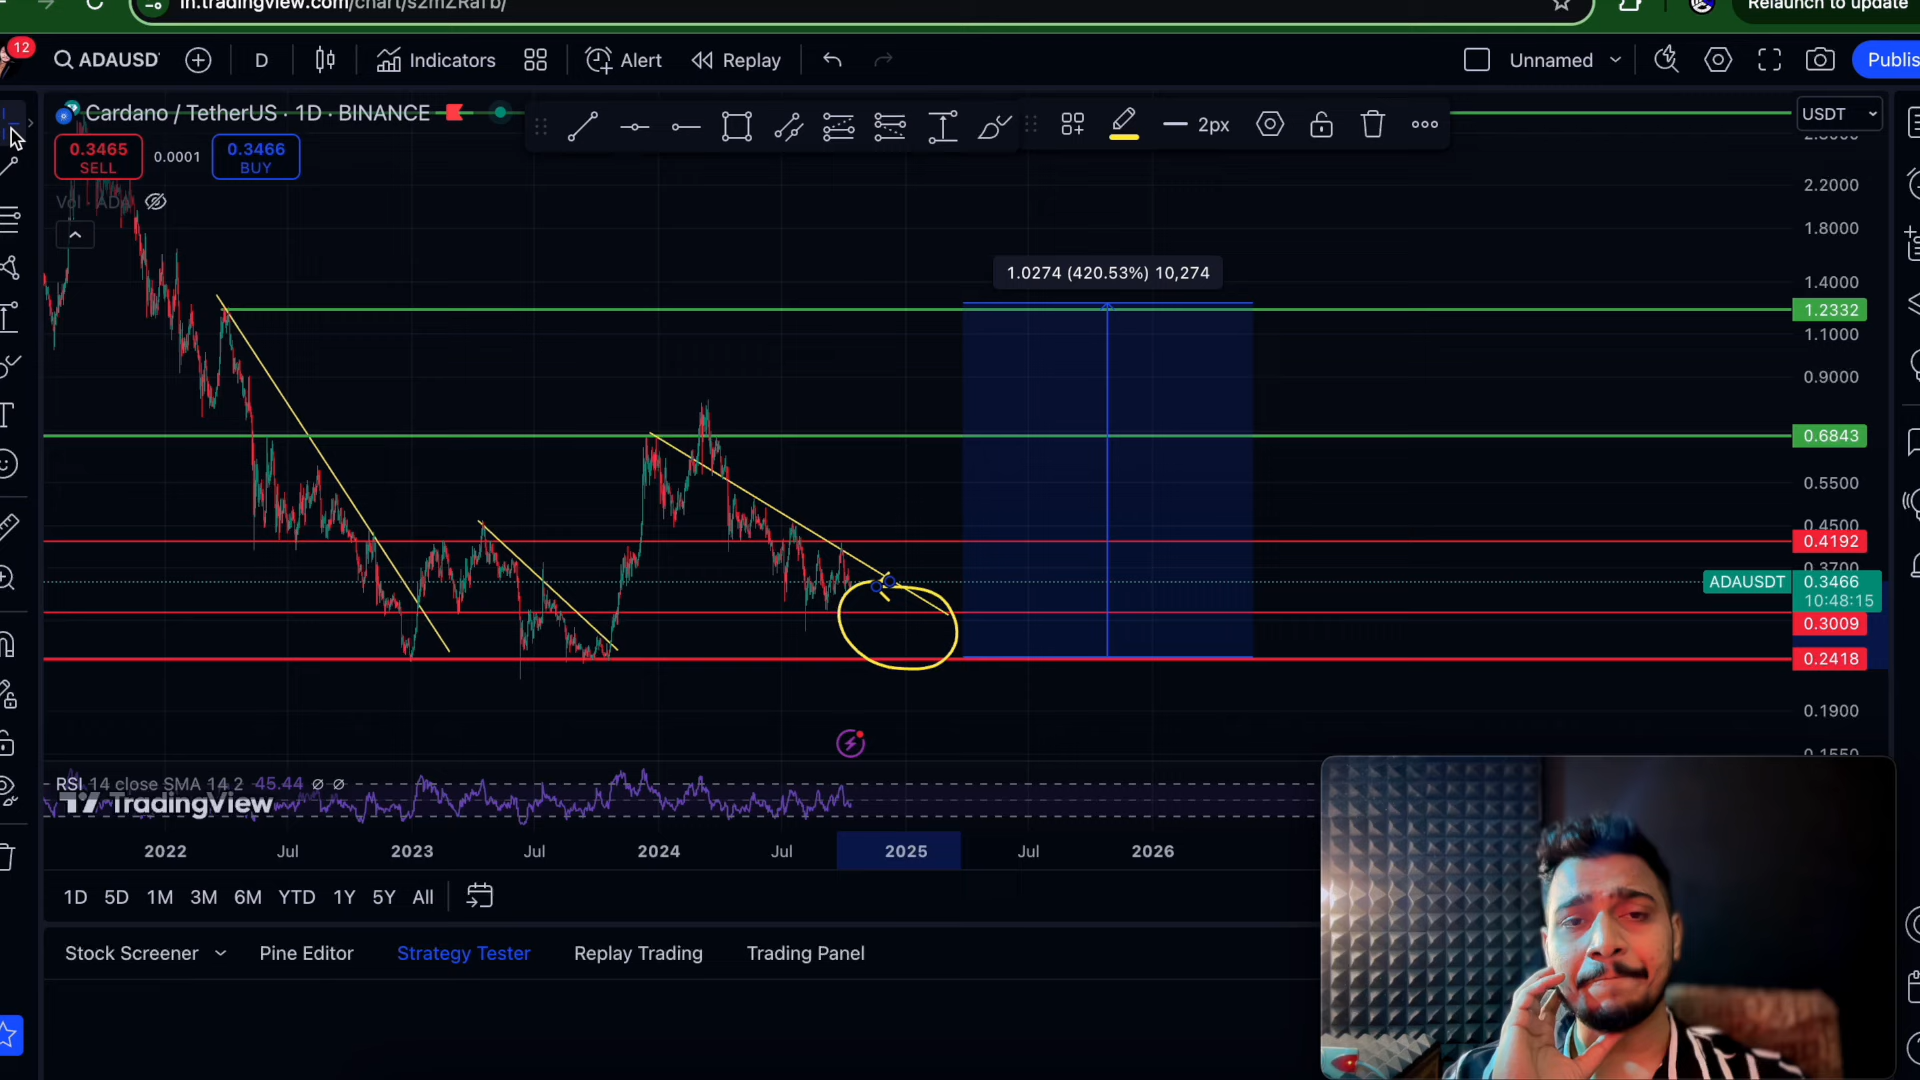 in.tradingview.com/chart/s2mZRaTb/
Relaunch to update
12
ADAUSD
D
Indicators
Alert
Replay
Unnamed
Publis
Cardano / TetherUS · 1D · BINANCE
2px
USDT
0.3465
SELL
0.0001
0.3466
BUY
Vol · ADA
1.0274 (420.53%) 10,274
2.2000
1.8000
1.4000
1.2332
1.1000
0.9000
0.6843
0.5500
0.4500
0.4192
0.3700
ADAUSDT
0.3466
10:48:15
0.3009
0.2418
0.1900
0.1550
RSI 14 close SMA 14 2 45.44 ∅ ∅
TradingView
2022
Jul
2023
Jul
2024
Jul
2025
Jul
2026
1D
5D
1M
3M
6M
YTD
1Y
5Y
All
Stock Screener
Pine Editor
Strategy Tester
Replay Trading
Trading Panel